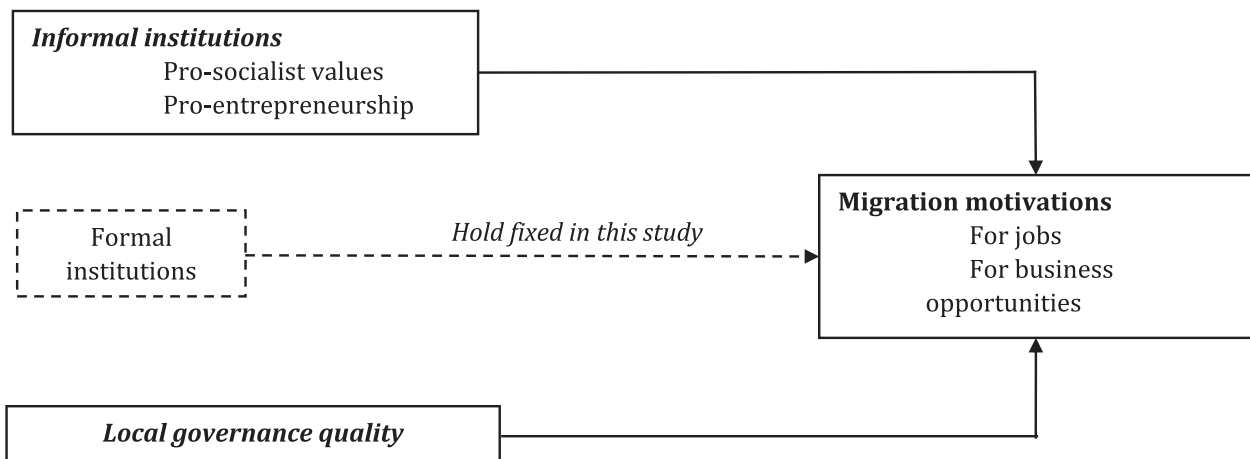 Informal institutions
Pro-socialist values
Pro-entrepreneurship
Formal
institutions
Hold fixed in this study
Migration motivations
For jobs
For business
opportunities
Local governance quality